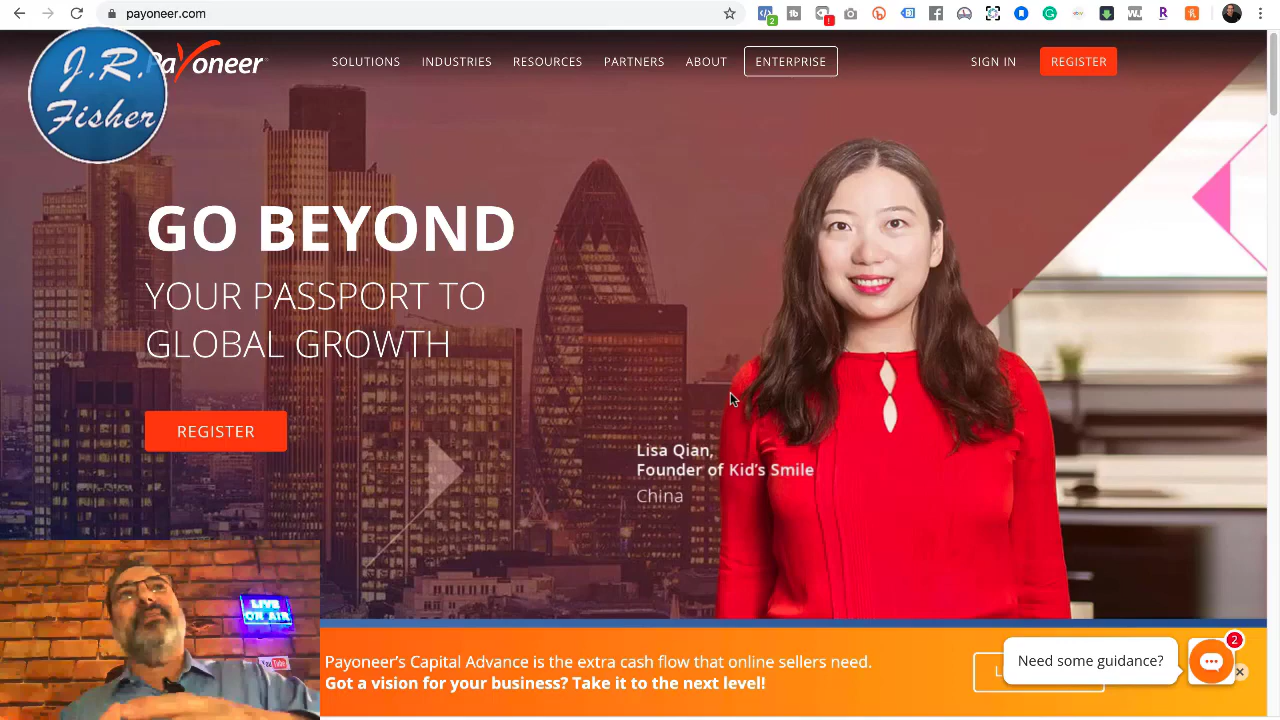 payoneer.com
2
!
J.R.
Fisher
Payoneer
SOLUTIONS INDUSTRIES RESOURCES PARTNERS ABOUT ENTERPRISE SIGN IN REGISTER
GO BEYOND
YOUR PASSPORT TO
GLOBAL GROWTH
REGISTER
Lisa Qian,
Founder of Kid's Smile
China
LIVE
ON AIR
You Tube
Payoneer's Capital Advance is the extra cash flow that online sellers need.
Got a vision for your business? Take it to the next level!
Need some guidance?
2